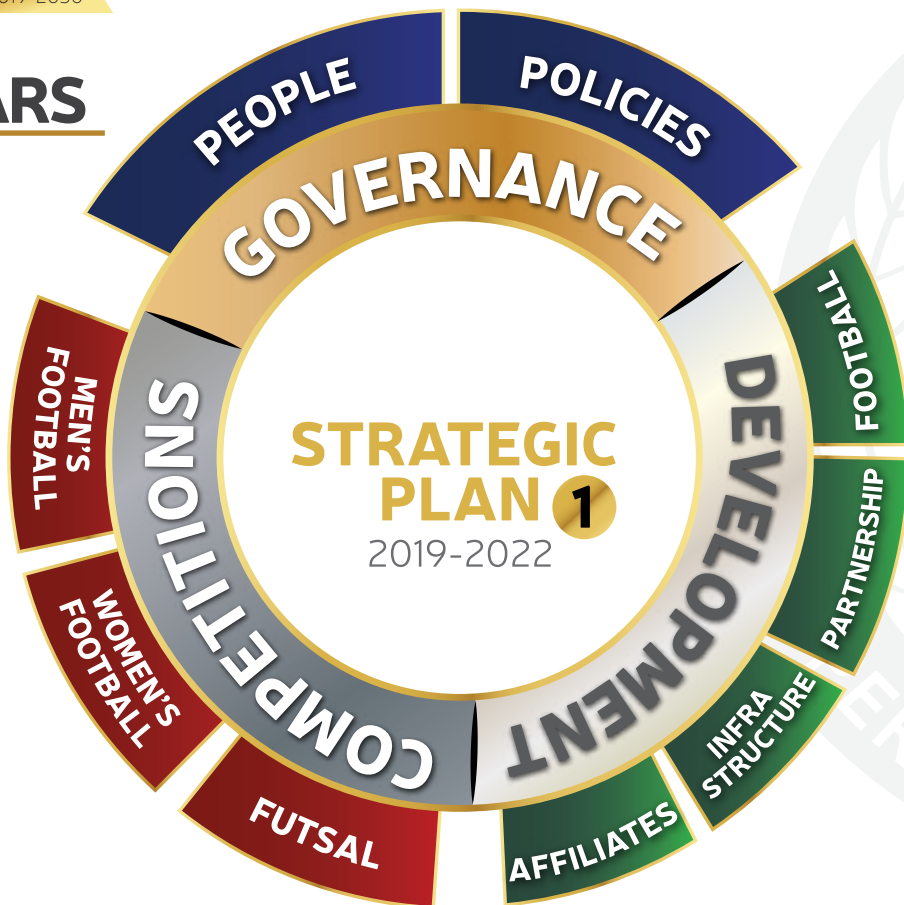 PEOPLE
POLICIES
GOVERNANCE
DEVELOPMENT
FOOTBALL
PARTNERSHIP
INFRA
STRUCTURE
AFFILIATES
COMPETITIONS
MEN'S
FOOTBALL
WOMEN'S
FOOTBALL
FUTSAL
STRATEGIC
PLAN 1
2019-2022